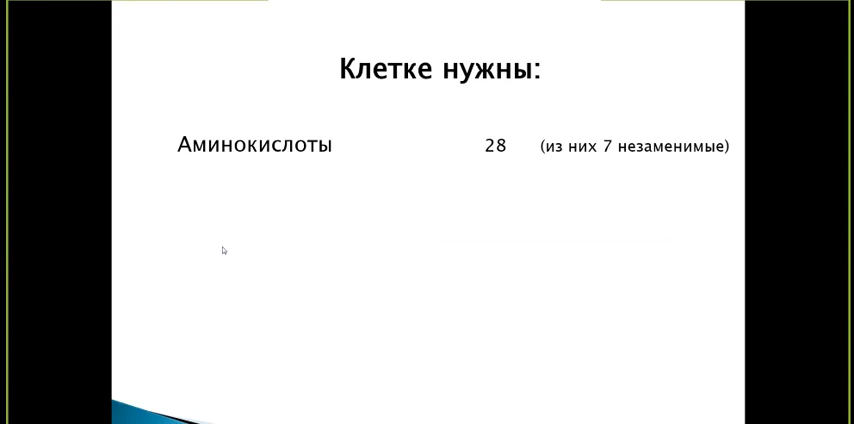 Клетке нужны:
Аминокислоты 28 (из них 7 незаменимые)